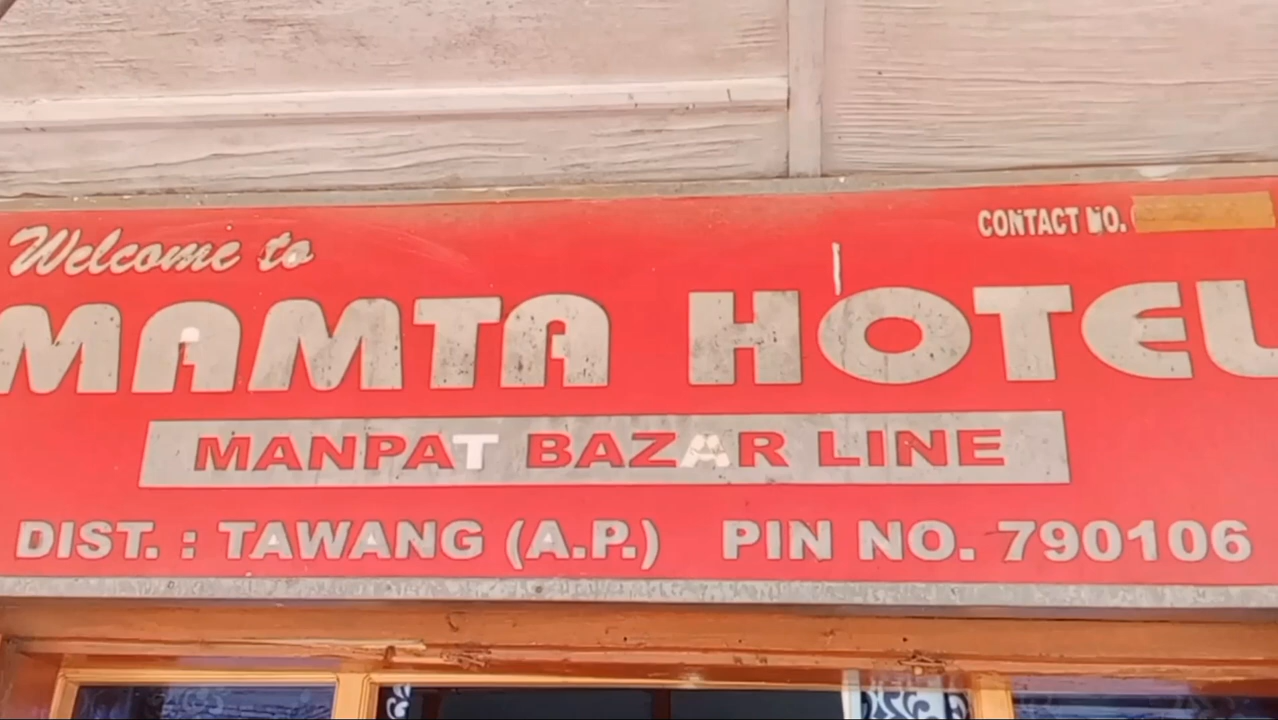 Welcome to
CONTACT NO.
MAMTA HOTEL
MANPAT BAZAR LINE
DIST. : TAWANG (A.P.) PIN NO. 790106